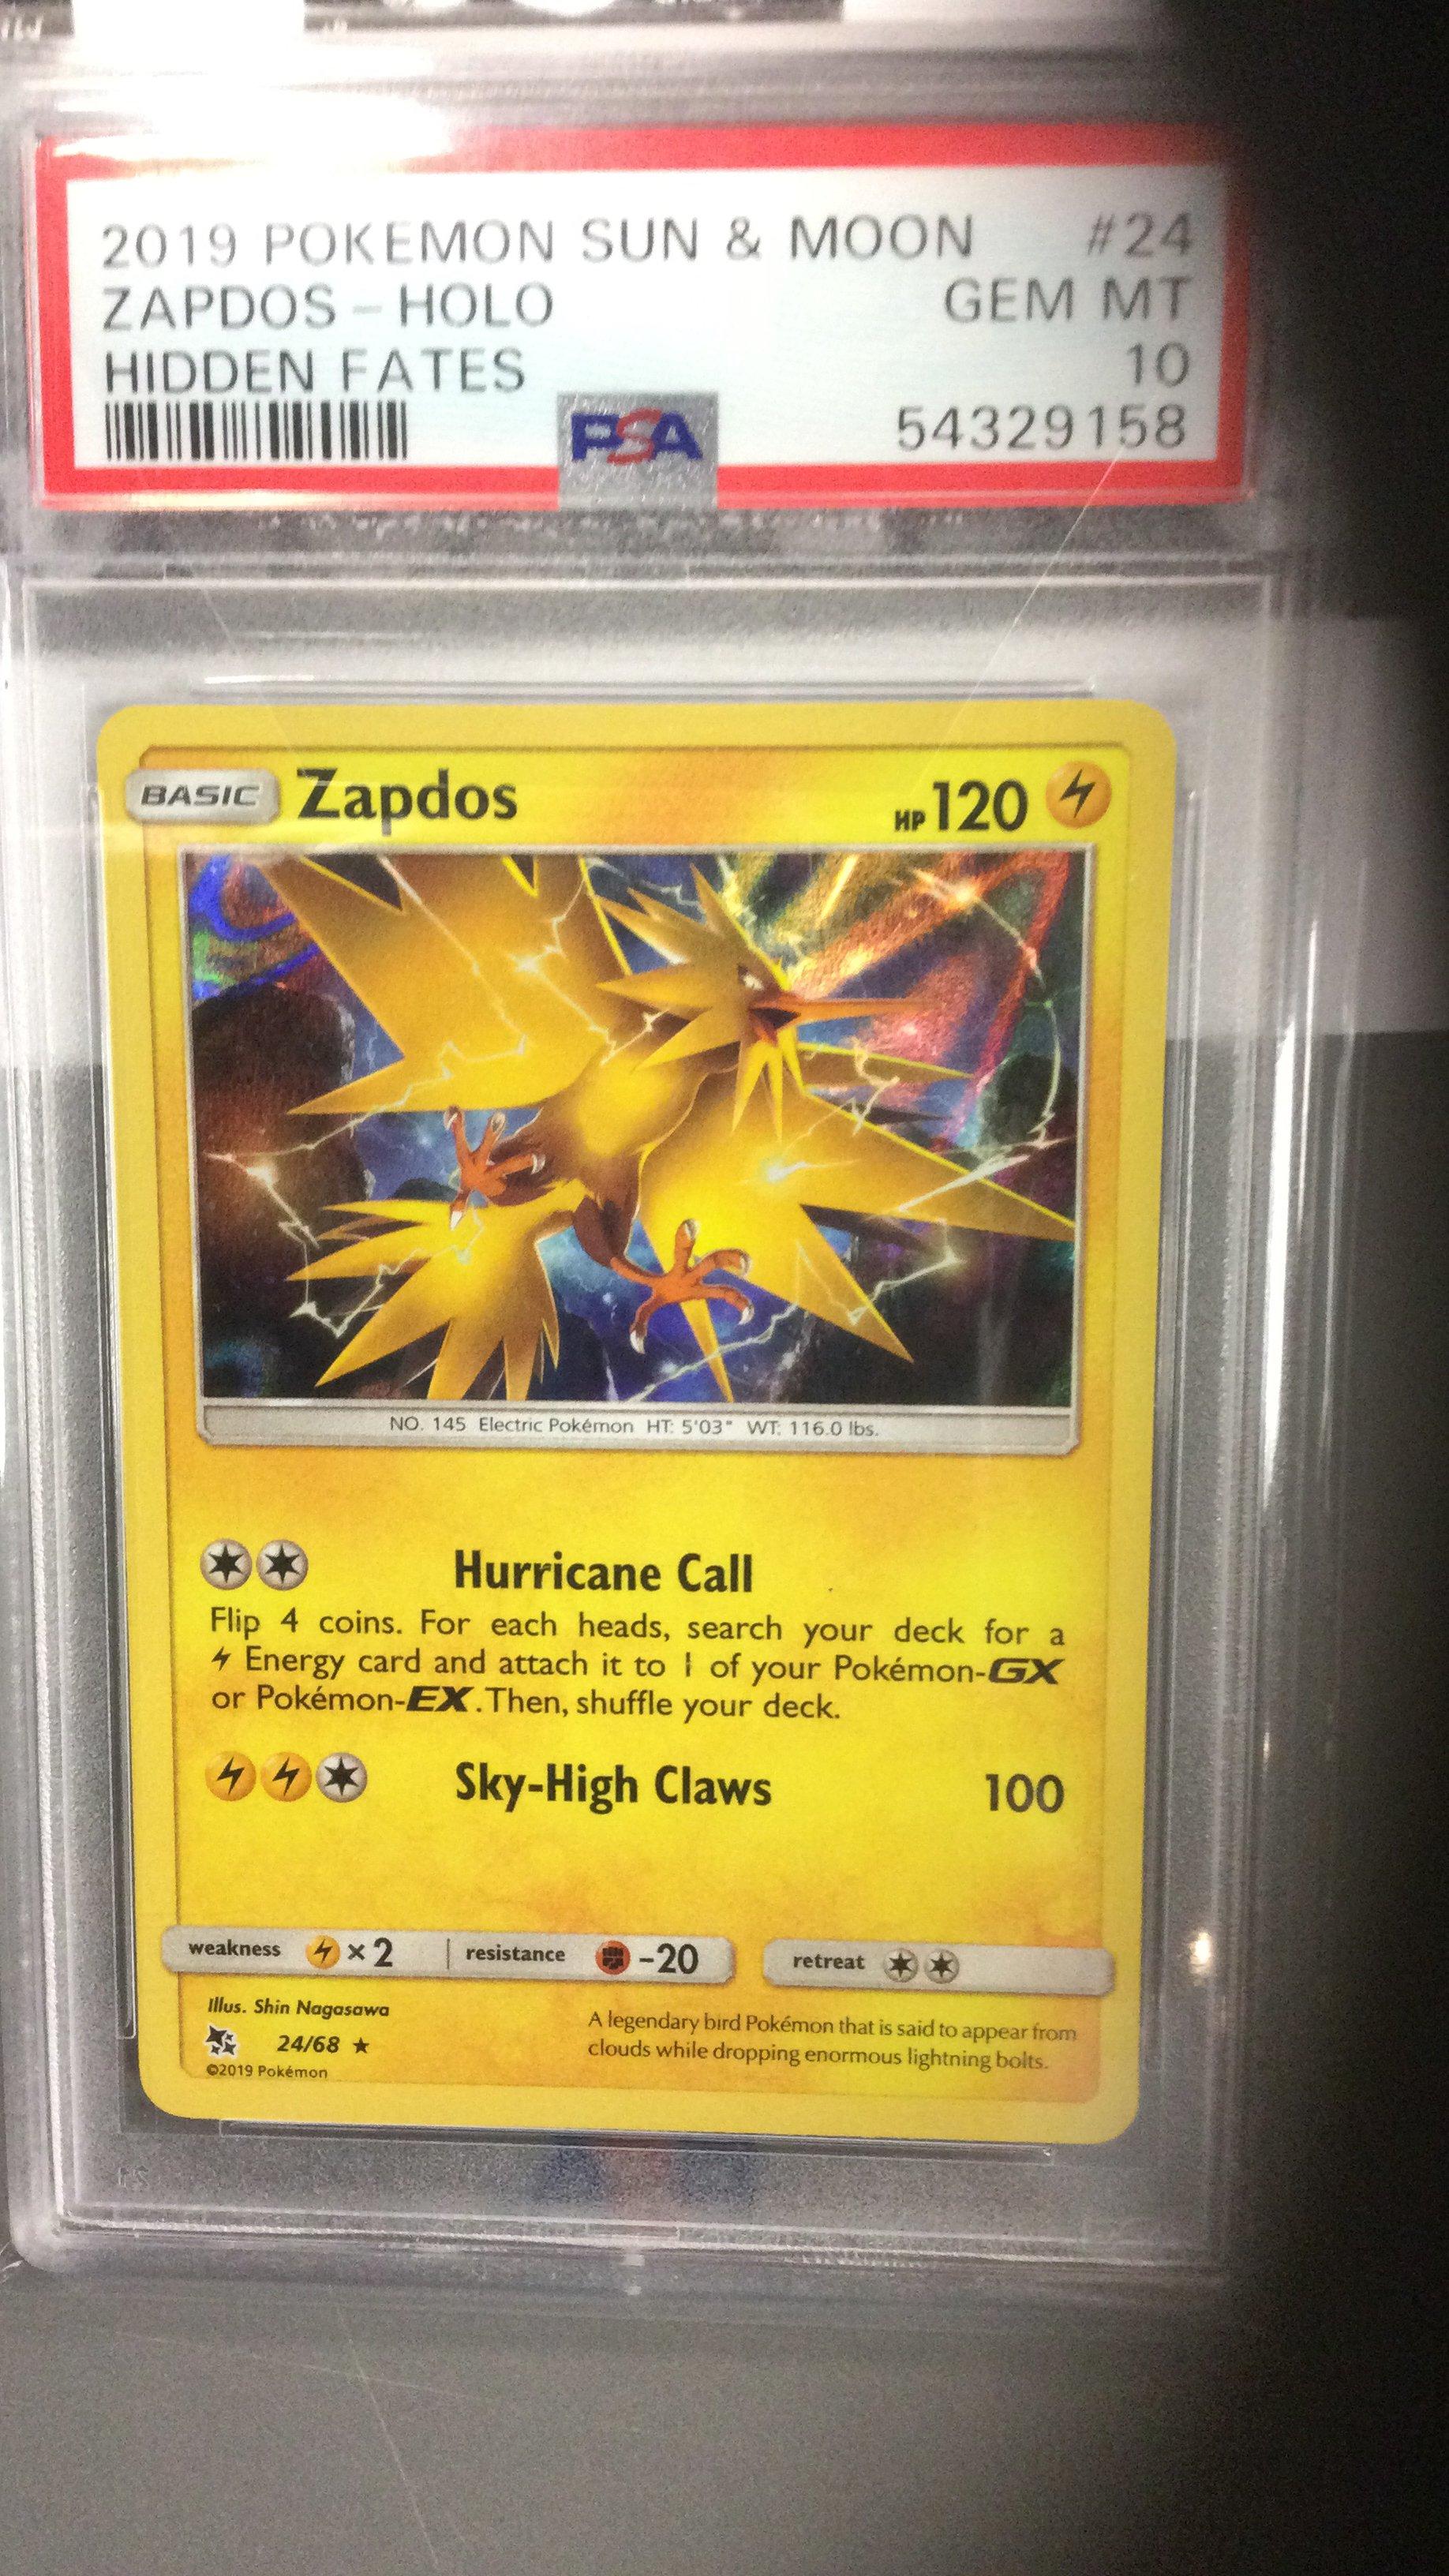 2019 POKEMON SUN & MOON #24
ZAPDOS - HOLO GEM MT
HIDDEN FATES 10
PSA 54329158
BASIC Zapdos HP 120
NO. 145 Electric Pokémon HT: 5'03" WT: 116.0 lbs.
Hurricane Call
Flip 4 coins. For each heads, search your deck for a
Energy card and attach it to 1 of your Pokémon-GX
or Pokémon-EX. Then, shuffle your deck.
Sky-High Claws 100
weakness ×2 resistance -20 retreat
Illus. Shin Nagasawa
24/68 ★
©2019 Pokémon
A legendary bird Pokémon that is said to appear from
clouds while dropping enormous lightning bolts.